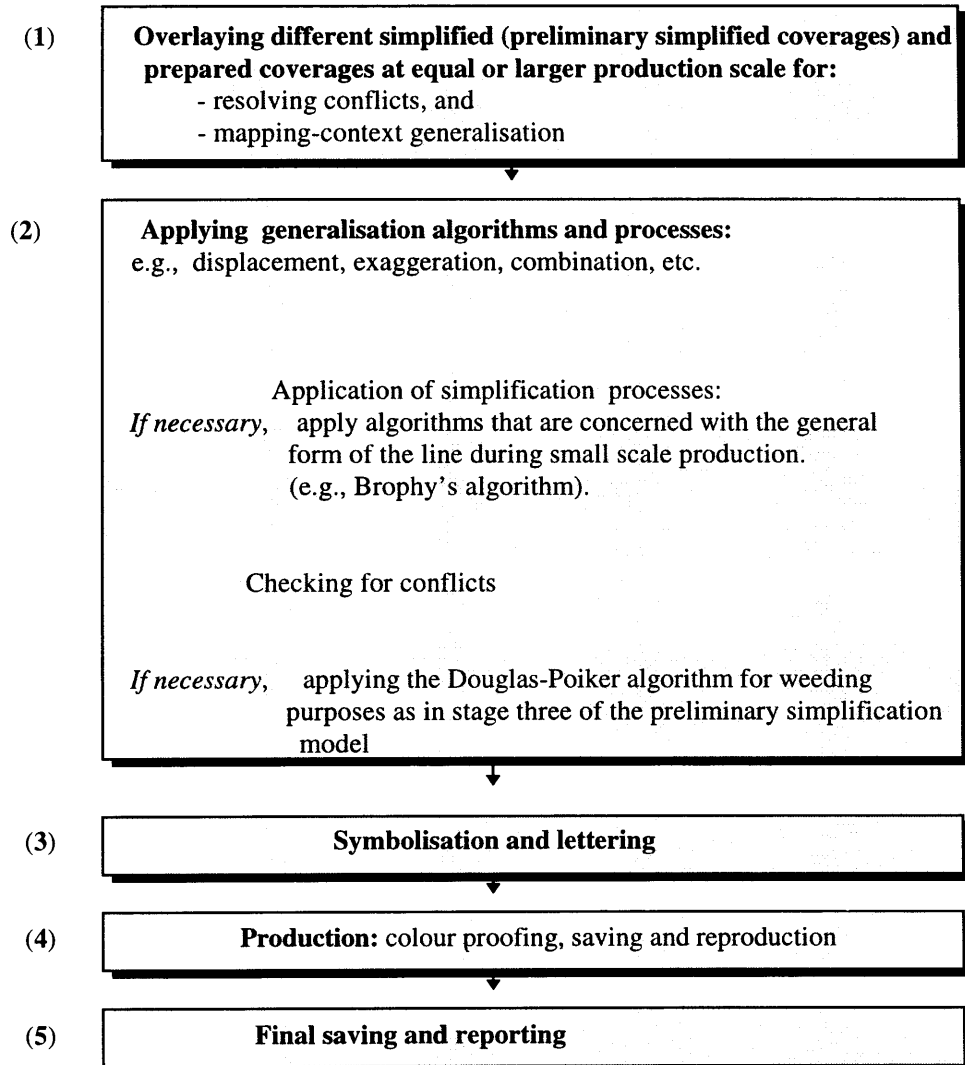 (1) Overlaying different simplified (preliminary simplified coverages) and
prepared coverages at equal or larger production scale for:
- resolving conflicts, and
- mapping-context generalisation
(2) Applying generalisation algorithms and processes:
e.g., displacement, exaggeration, combination, etc.
Application of simplification processes:
If necessary, apply algorithms that are concerned with the general
form of the line during small scale production.
(e.g., Brophy's algorithm).
Checking for conflicts
If necessary, applying the Douglas-Poiker algorithm for weeding
purposes as in stage three of the preliminary simplification
model
(3) Symbolisation and lettering
(4) Production: colour proofing, saving and reproduction
(5) Final saving and reporting